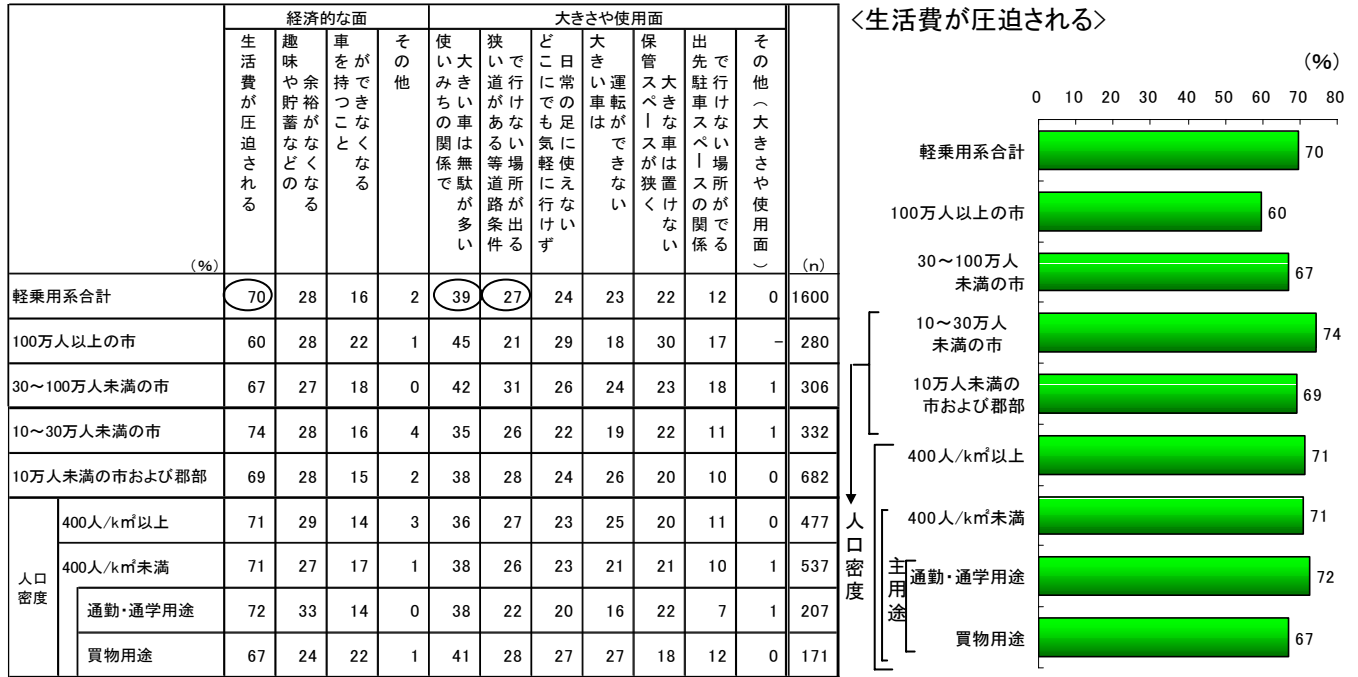 経済的な面
大きさや使用面
生活費が圧迫される
趣味や貯蓄などの
余裕がなくなる
車を持つこと
ができなくなる
その他
使いみちの関係で
大きい車は無駄が多い
狭い道がある等道路条件
で行けない場所が出る
どこにでも気軽に行けず
日常の足に使えない
大きい車は
運転ができない
保管スペースが狭く
大きな車は置けない
出先駐車スペースの関係
で行けない場所がでる
その他(大きさや使用面)
(%)
(n)
軽乗用系合計 70 28 16 2 39 27 24 23 22 12 0 1600
100万人以上の市 60 28 22 1 45 21 29 18 30 17 - 280
30~100万人未満の市 67 27 18 0 42 31 26 24 23 18 1 306
10~30万人未満の市 74 28 16 4 35 26 22 19 22 11 1 332
10万人未満の市および郡部 69 28 15 2 38 28 24 26 20 10 0 682
人口
密度
400人/k㎡以上 71 29 14 3 36 27 23 25 20 11 0 477
400人/k㎡未満 71 27 17 1 38 26 23 21 21 10 1 537
通勤・通学用途 72 33 14 0 38 22 20 16 22 7 1 207
買物用途 67 24 22 1 41 28 27 27 18 12 0 171
<生活費が圧迫される>
(%)
0 10 20 30 40 50 60 70 80
軽乗用系合計 70
100万人以上の市 60
30~100万人
未満の市 67
10~30万人
未満の市 74
10万人未満の
市および郡部 69
400人/k㎡以上 71
400人/k㎡未満 71
通勤・通学用途 72
買物用途 67
人口密度
主用途